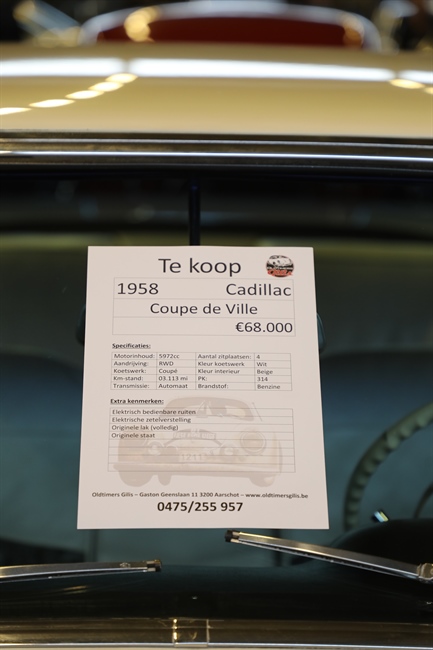 Te koop
1958 Cadillac
Coupe de Ville
€68.000
Specificaties:
Motorinhoud: 5972cc Aantal zitplaatsen: 4
Aandrijving: RWD Kleur koetswerk Wit
Koetswerk: Coupé Kleur interieur Beige
Km-stand: 03.113 mi PK: 314
Transmissie: Automaat Brandstof: Benzine
Extra kenmerken:
Elektrisch bedienbare ruiten
Elektrische zetelverstelling
Originele lak (volledig)
Originele staat
Oldtimers Gilis – Gaston Geenslaan 11 3200 Aarschot – www.oldtimersgilis.be
0475/255 957